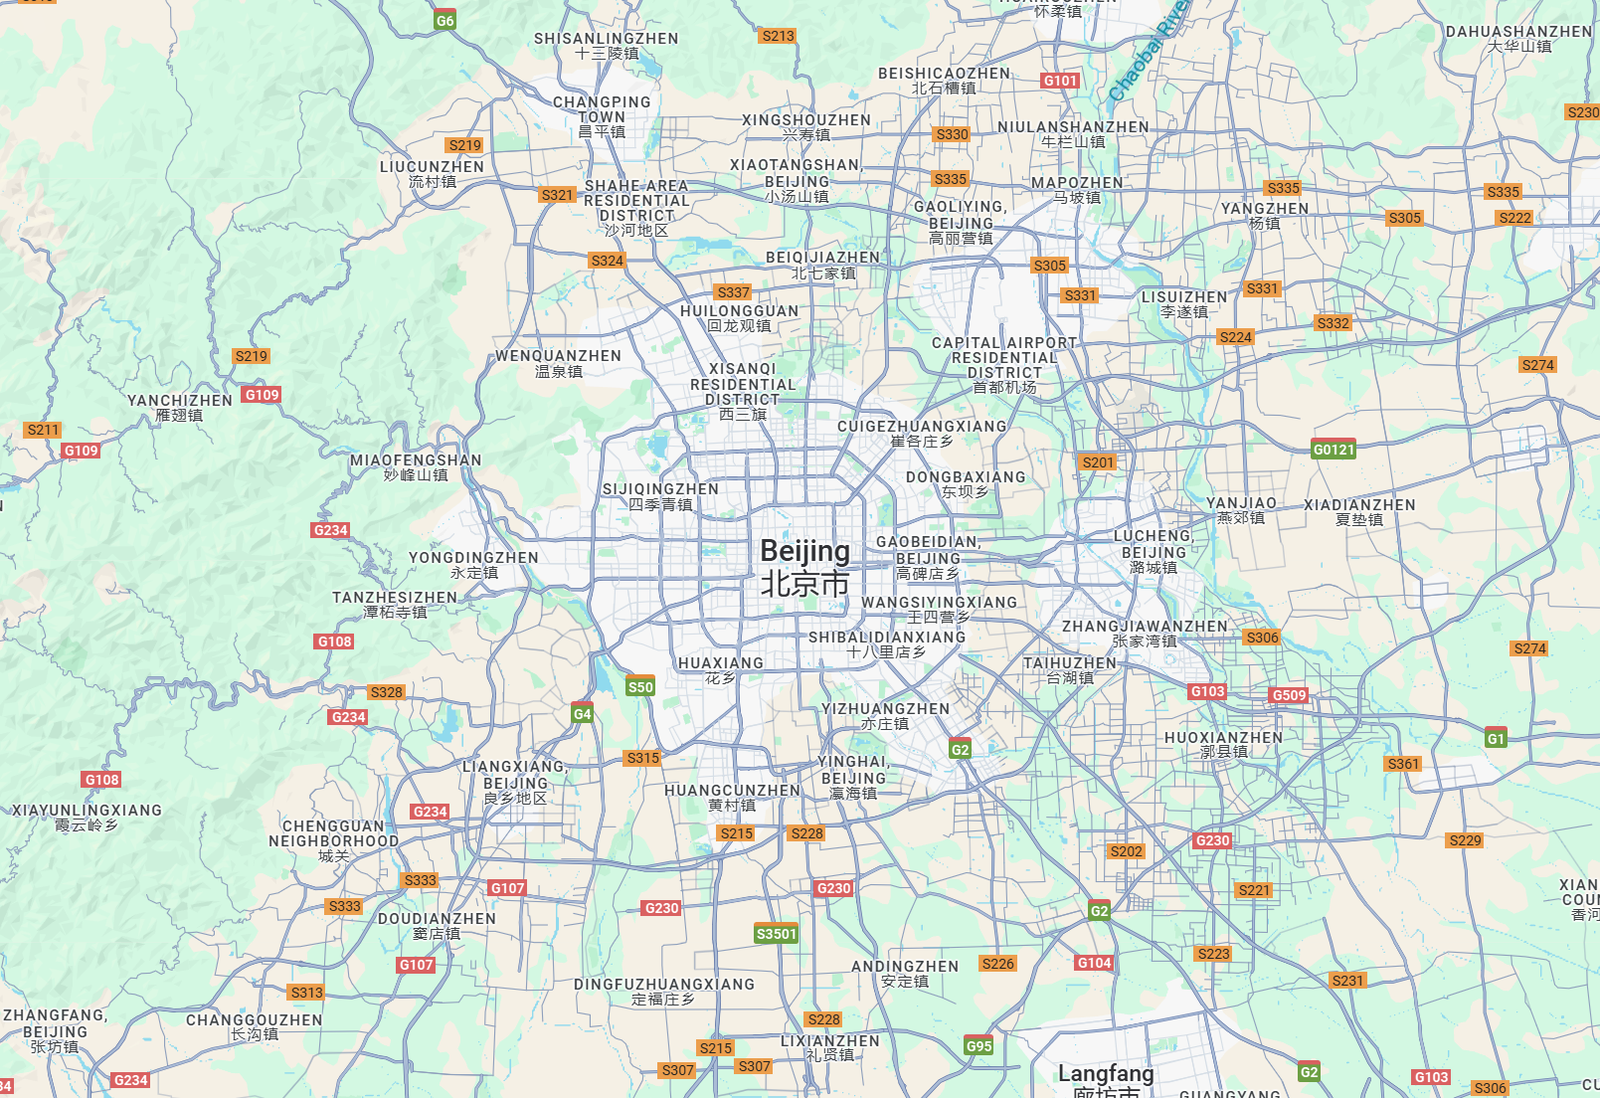 G6
SHISANLINGZHEN
十三陵镇
S213
怀柔镇
Chaobai River
DAHUASHANZHEN
大华山镇
BEISHICAOZHEN
北石槽镇
G101
CHANGPING
TOWN
昌平镇
S230
XINGSHOUZHEN
兴寿镇
S330
NIULANSHANZHEN
牛栏山镇
S219
LIUCUNZHEN
流村镇
XIAOTANGSHAN,
BEIJING
小汤山镇
S335
MAPOZHEN
马坡镇
S335
S335
S321
SHAHE AREA
RESIDENTIAL
DISTRICT
沙河地区
GAOLIYING,
BEIJING
高丽营镇
YANGZHEN
杨镇
S305
S222
S324
BEIQIJIAZHEN
北七家镇
S305
S337
S331
LISUIZHEN
李遂镇
S331
HUILONGGUAN
回龙观镇
S332
S224
S219
WENQUANZHEN
温泉镇
CAPITAL AIRPORT
RESIDENTIAL
DISTRICT
首都机场
S274
XISANQI
RESIDENTIAL
DISTRICT
西三旗
G109
YANCHIZHEN
雁翅镇
S211
G109
CUIGEZHUANGXIANG
崔各庄乡
G0121
MIAOFENGSHAN
妙峰山镇
S201
DONGBAXIANG
东坝乡
SIJIQINGZHEN
四季青镇
YANJIAO
燕郊镇
XIADIANZHEN
夏垫镇
G234
Beijing
北京市
GAOBEIDIAN,
BEIJING
高碑店乡
LUCHENG,
BEIJING
潞城镇
YONGDINGZHEN
永定镇
TANZHESIZHEN
潭柘寺镇
WANGSIYINGXIANG
王四营乡
G108
SHIBALIDIANXIANG
十八里店乡
ZHANGJIAWANZHEN
张家湾镇
S306
S274
HUAXIANG
花乡
TAIHUZHEN
台湖镇
S50
S328
G103
G509
G234
G4
YIZHUANGZHEN
亦庄镇
G2
HUOXIANZHEN
漷县镇
G1
S315
LIANGXIANG,
BEIJING
良乡地区
YINGHAI,
BEIJING
瀛海镇
S361
G108
HUANGCUNZHEN
黄村镇
XIAYUNLINGXIANG
霞云岭乡
G234
CHENGGUAN
NEIGHBORHOOD
城关
S215
S228
G230
S229
S202
S333
G107
G230
S221
S333
G230
G2
DOUDIANZHEN
窦店镇
S3501
香河
G107
S226
G104
S223
ANDINGZHEN
安定镇
S231
DINGFUZHUANGXIANG
定福庄乡
S313
ZHANGFANG,
BEIJING
张坊镇
CHANGGOUZHEN
长沟镇
S228
LIXIANZHEN
礼贤镇
G95
S215
S307
S307
G234
Langfang
廊坊市
G2
G103
S306
GUANGYANG